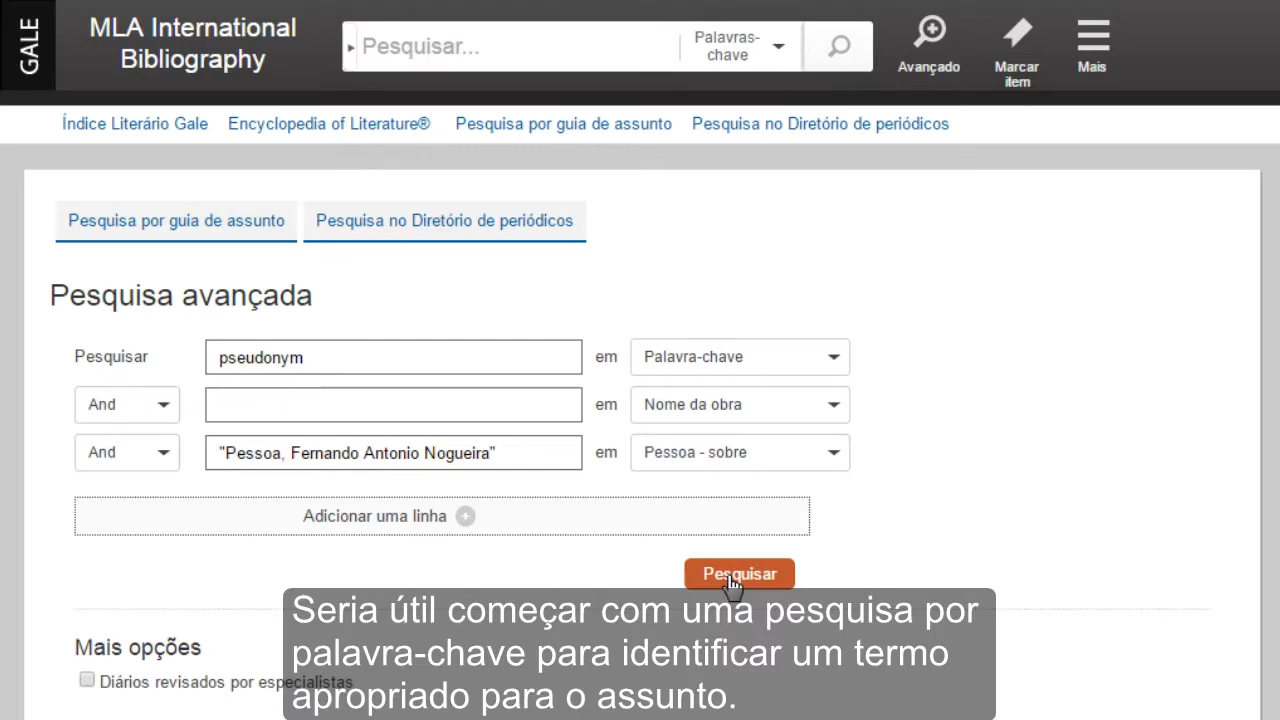 GALE
MLA International
Bibliography
Pesquisar...
Palavras-
chave
Avançado
Marcar
item
Mais
Índice Literário Gale Encyclopedia of Literature® Pesquisa por guia de assunto Pesquisa no Diretório de periódicos
Pesquisa por guia de assunto Pesquisa no Diretório de periódicos
Pesquisa avançada
Pesquisar pseudonym em Palavra-chave
And em Nome da obra
And "Pessoa, Fernando Antonio Nogueira" em Pessoa - sobre
Adicionar uma linha
Pesquisar
Mais opções
Diários revisados por especialistas
Seria útil começar com uma pesquisa por
palavra-chave para identificar um termo
apropriado para o assunto.